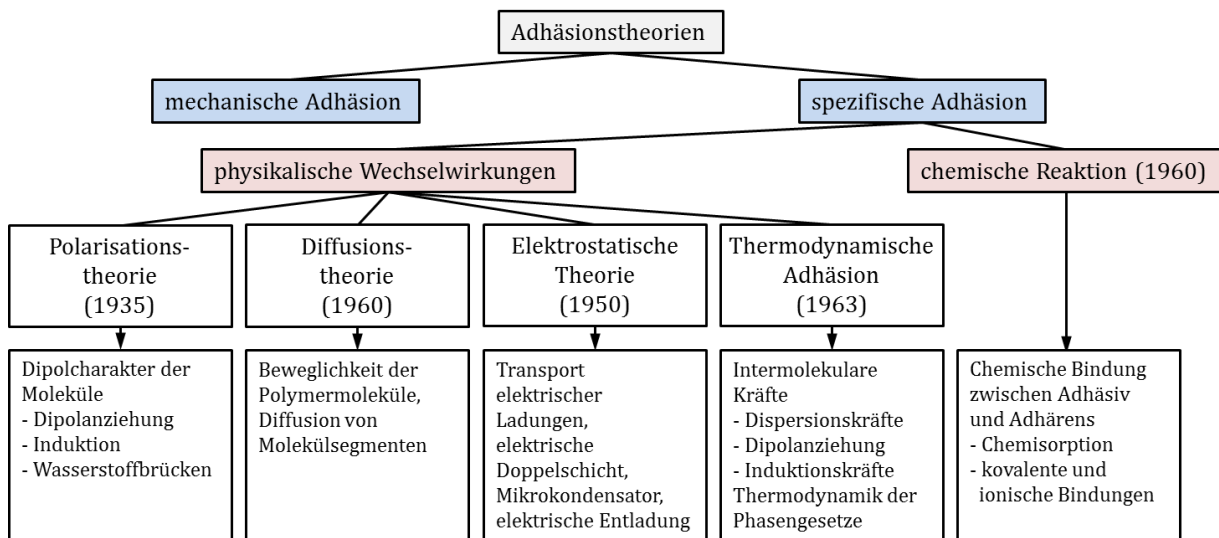 Adhäsionstheorien
mechanische Adhäsion
spezifische Adhäsion
physikalische Wechselwirkungen
chemische Reaktion (1960)
Polarisations-
theorie
(1935)
Diffusions-
theorie
(1960)
Elektrostatische
Theorie
(1950)
Thermodynamische
Adhäsion
(1963)
Dipolcharakter der
Moleküle
- Dipolanziehung
- Induktion
- Wasserstoffbrücken
Beweglichkeit der
Polymermoleküle,
Diffusion von
Molekülsegmenten
Transport
elektrischer
Ladungen,
elektrische
Doppelschicht,
Mikrokondensator,
elektrische Entladung
Intermolekulare
Kräfte
- Dispersionskräfte
- Dipolanziehung
- Induktionskräfte
Thermodynamik der
Phasengesetze
Chemische Bindung
zwischen Adhäsiv
und Adhärens
- Chemisorption
- kovalente und
ionische Bindungen